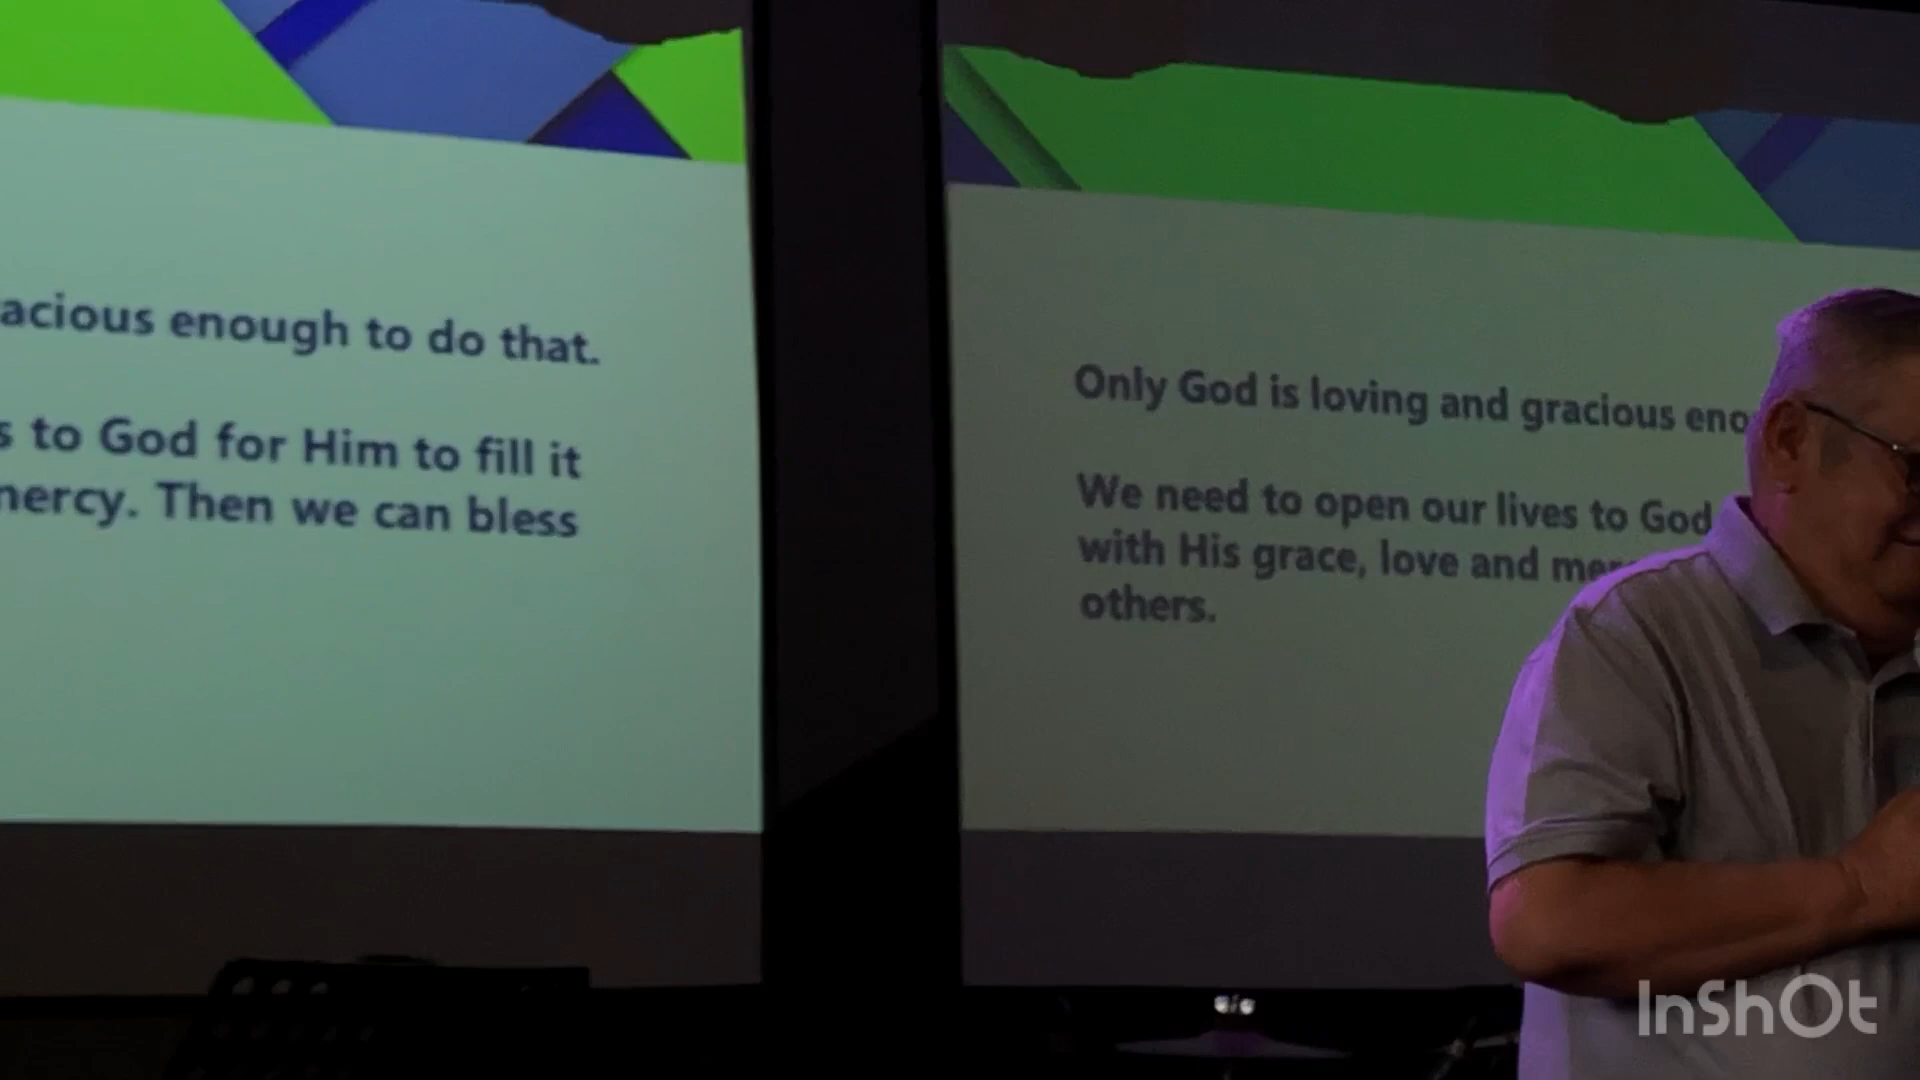 acious enough to do that.
s to God for Him to fill it
mercy. Then we can bless
Only God is loving and gracious eno
We need to open our lives to God
with His grace, love and mer
others.
InShOt